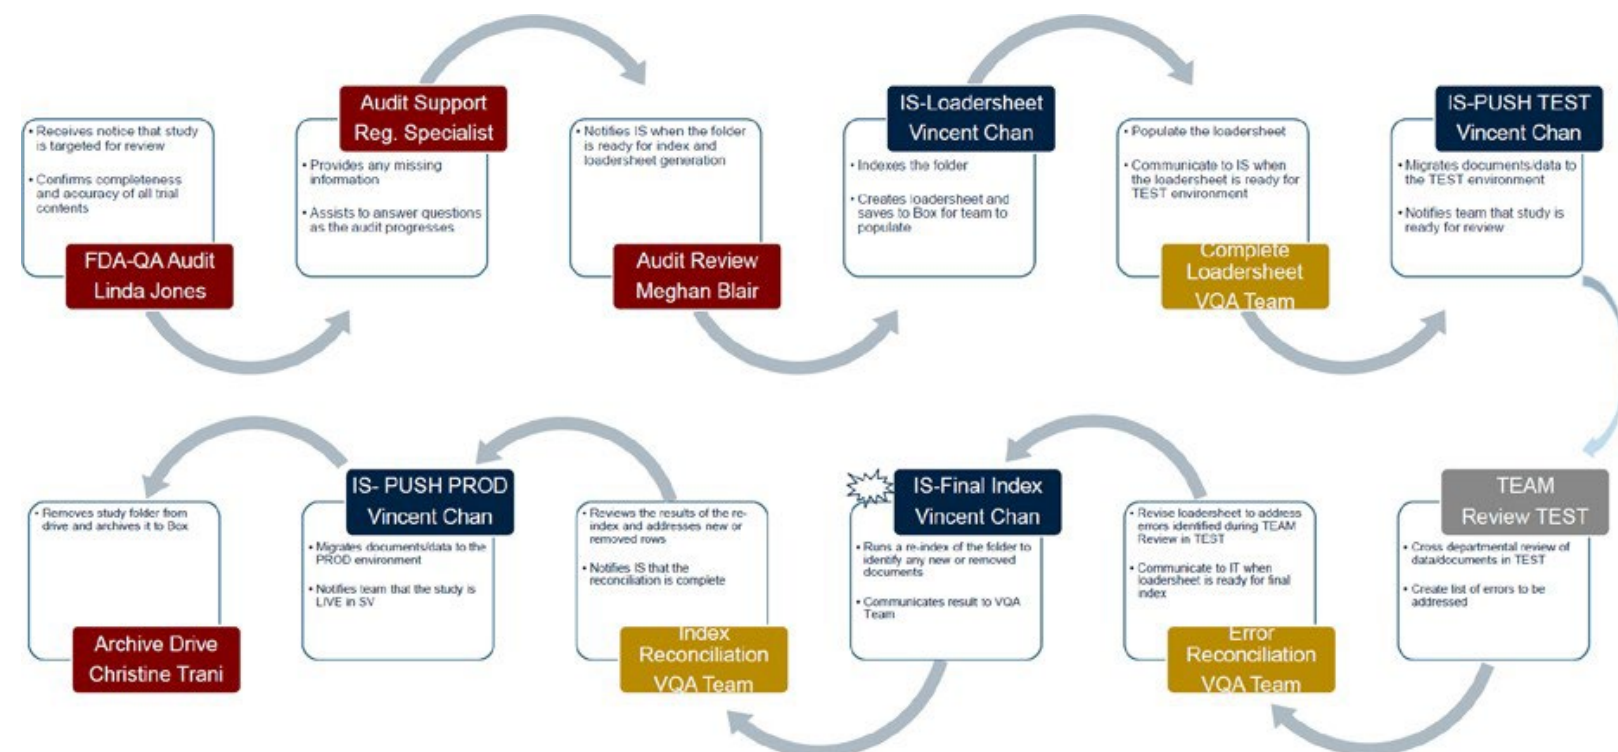 • Receives notice that study
is targeted for review
• Confirms completeness
and accuracy of all trial
contents
FDA-QA Audit
Linda Jones
Audit Support
Reg. Specialist
• Provides any missing
information
• Assists to answer questions
as the audit progresses
• Notifies IS when the folder
is ready for index and
loadersheet generation
Audit Review
Meghan Blair
IS-Loadersheet
Vincent Chan
• Indexes the folder
• Creates loadersheet and
saves to Box for team to
populate
• Populate the loadersheet
• Communicate to IS when
the loadersheet is ready for
TEST environment
Complete
Loadersheet
VQA Team
IS-PUSH TEST
Vincent Chan
• Migrates documents/data to
the TEST environment
• Notifies team that study is
ready for review
TEAM
Review TEST
• Cross departmental review of
data/documents in TEST
• Create list of errors to be
addressed
• Revise loadersheet to address
errors identified during TEAM
Review in TEST
• Communicate to IT when
loadersheet is ready for final
index
Error
Reconciliation
VQA Team
IS-Final Index
Vincent Chan
• Runs a re-index of the folder to
identify any new or removed
documents
• Communicates result to VQA
Team
• Reviews the results of the re-
index and addresses new or
removed rows
• Notifies IS that the
reconciliation is complete
Index
Reconciliation
VQA Team
IS- PUSH PROD
Vincent Chan
• Migrates documents/data to the
PROD environment
• Notifies team that the study is
LIVE in SV
• Removes study folder from
drive and archives it to Box
Archive Drive
Christine Trani